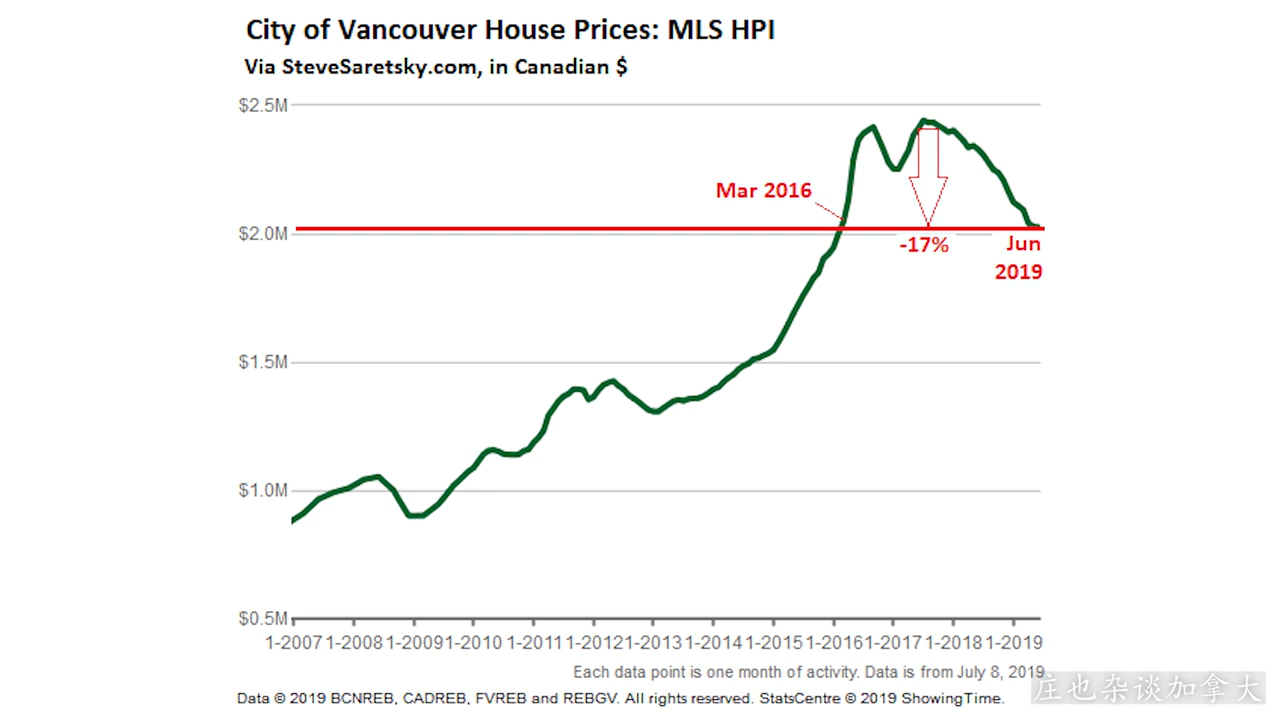 City of Vancouver House Prices: MLS HPI
Via SteveSaretsky.com, in Canadian $
$2.5M
Mar 2016
$2.0M
-17%
Jun
2019
$1.5M
$1.0M
$0.5M
1-2007 1-2008 1-2009 1-2010 1-2011 1-2012 1-2013 1-2014 1-2015 1-2016 1-2017 1-2018 1-2019
Each data point is one month of activity. Data is from July 8, 2019.
Data © 2019 BCNREB, CADREB, FVREB and REBGV. All rights reserved. StatsCentre © 2019 ShowingTime.
庄也杂谈加拿大